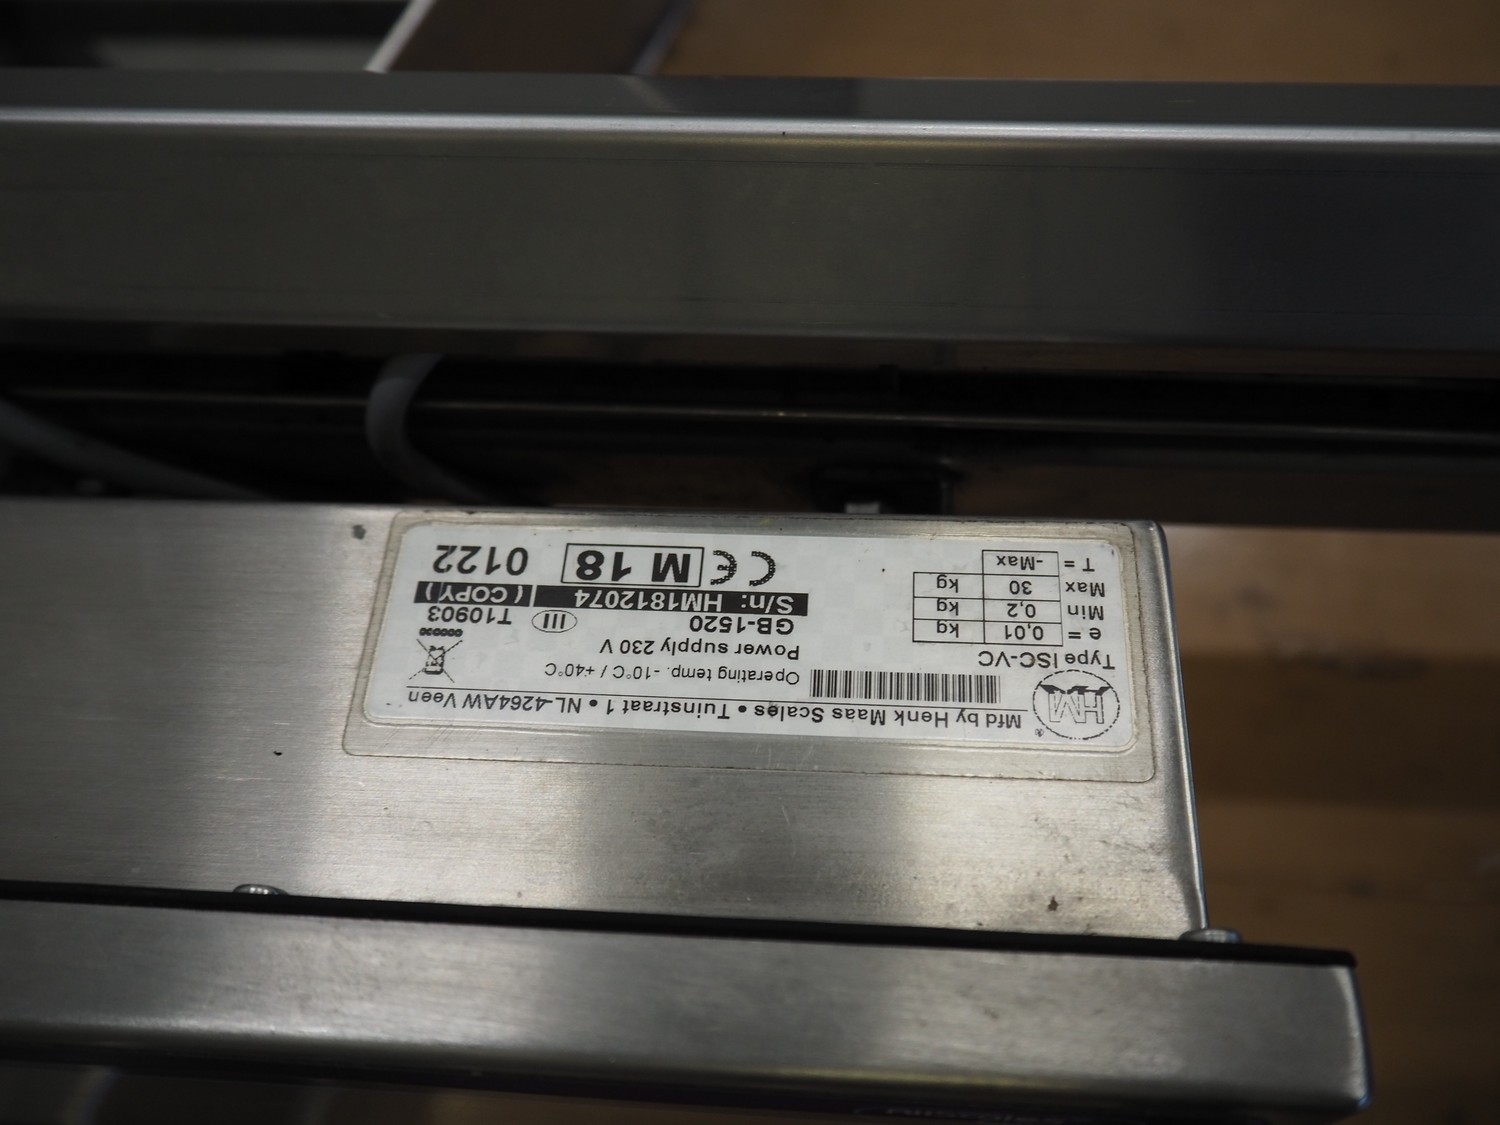 HM ®
Mfd by Henk Maas Scales • Tuinstraat 1 • NL-4264AW Veen
Type ISC-VC
e = 0,01 kg
Min 0,2 kg
Max 30 kg
T = -Max
Operating temp. -10°C / +40°C
Power supply 230 V
GB-1520 III T10903
S/n: HM1812074 ( COPY )
CE M 18 0122